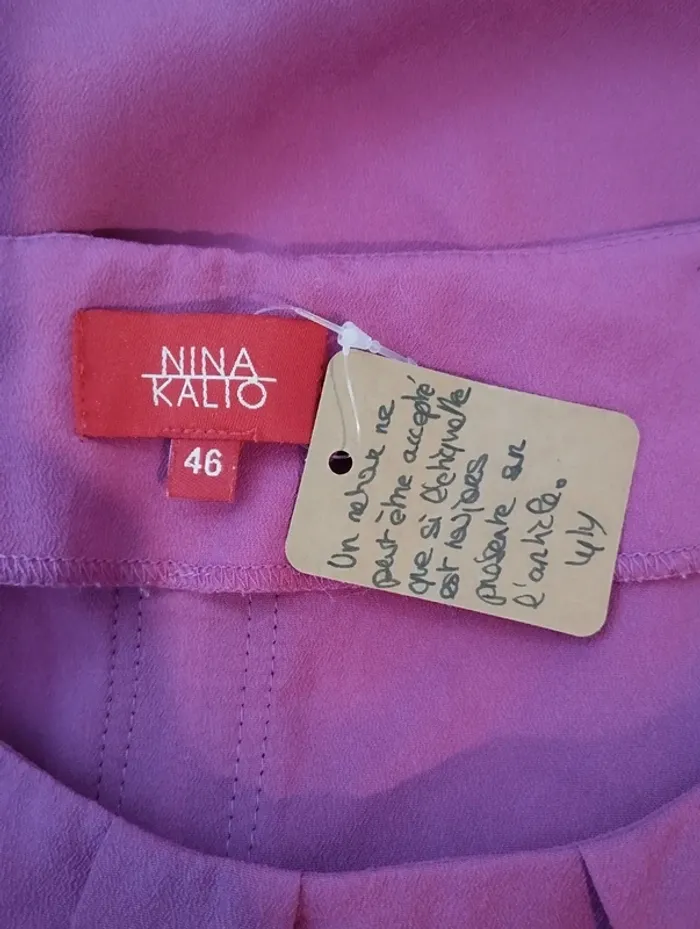 NINA
KALIO
46
Un retour ne
peut être accepté
que si l'étiquette
est toujours
présente sur
l'article.
Lyly